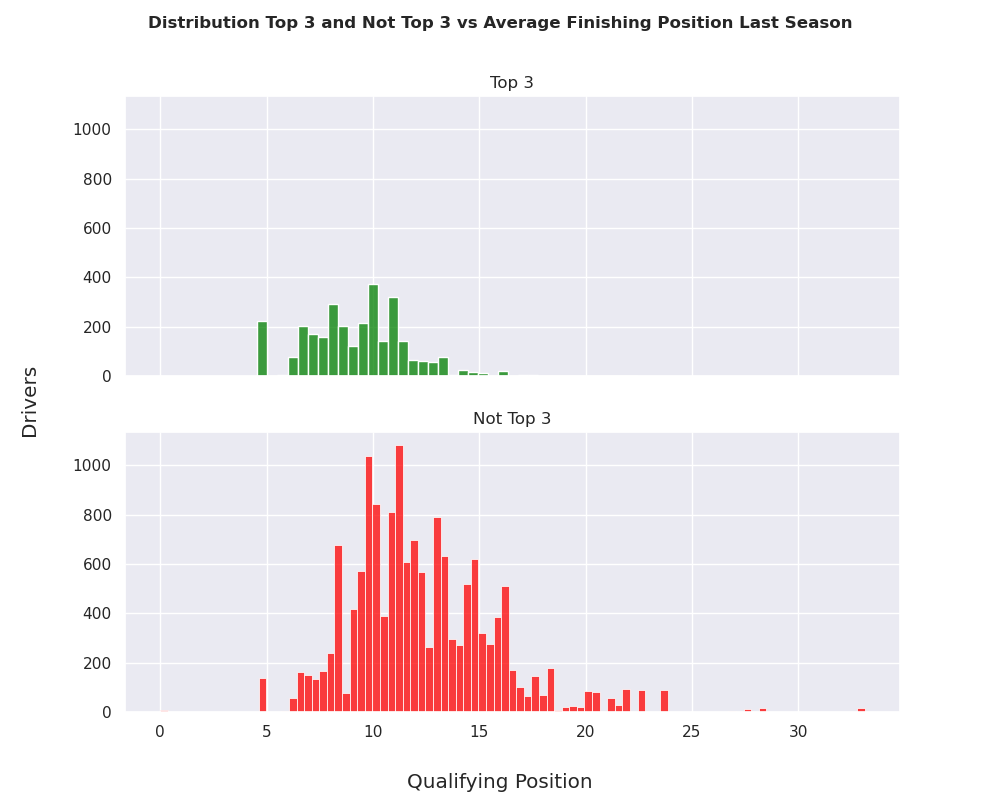 Distribution Top 3 and Not Top 3 vs Average Finishing Position Last Season
Top 3
1000
800
600
400
200
0
Drivers
Not Top 3
1000
800
600
400
200
0
0 5 10 15 20 25 30
Qualifying Position